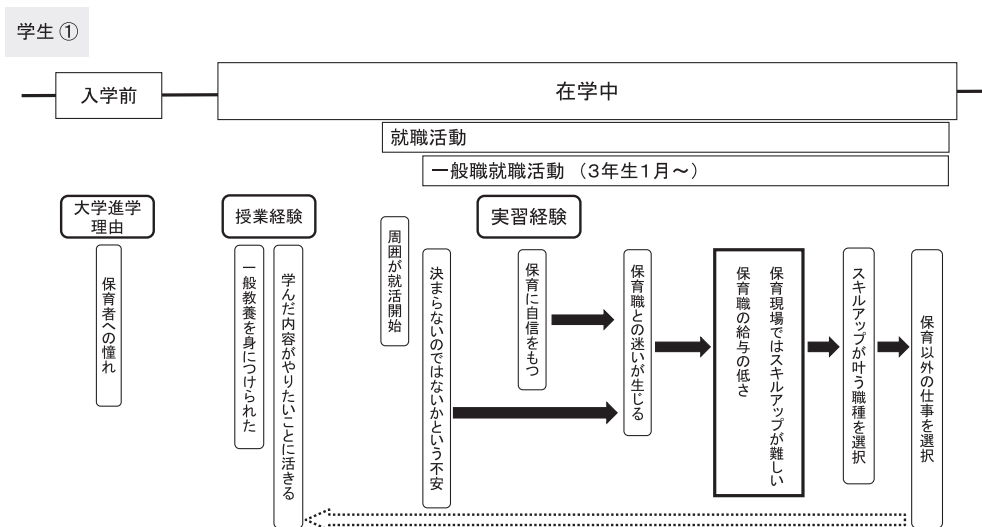 学生 ①
入学前
在学中
就職活動
一般職就職活動 (3年生1月~)
大学進学
理由
授業経験
実習経験
保育者への憧れ
一般教養を身につけられた
学んだ内容がやりたいことに活きる
周囲が就活開始
決まらないのではないかという不安
保育に自信をもつ
保育職との迷いが生じる
保育現場ではスキルアップが難しい
保育職の給与の低さ
スキルアップが叶う職種を選択
保育以外の仕事を選択